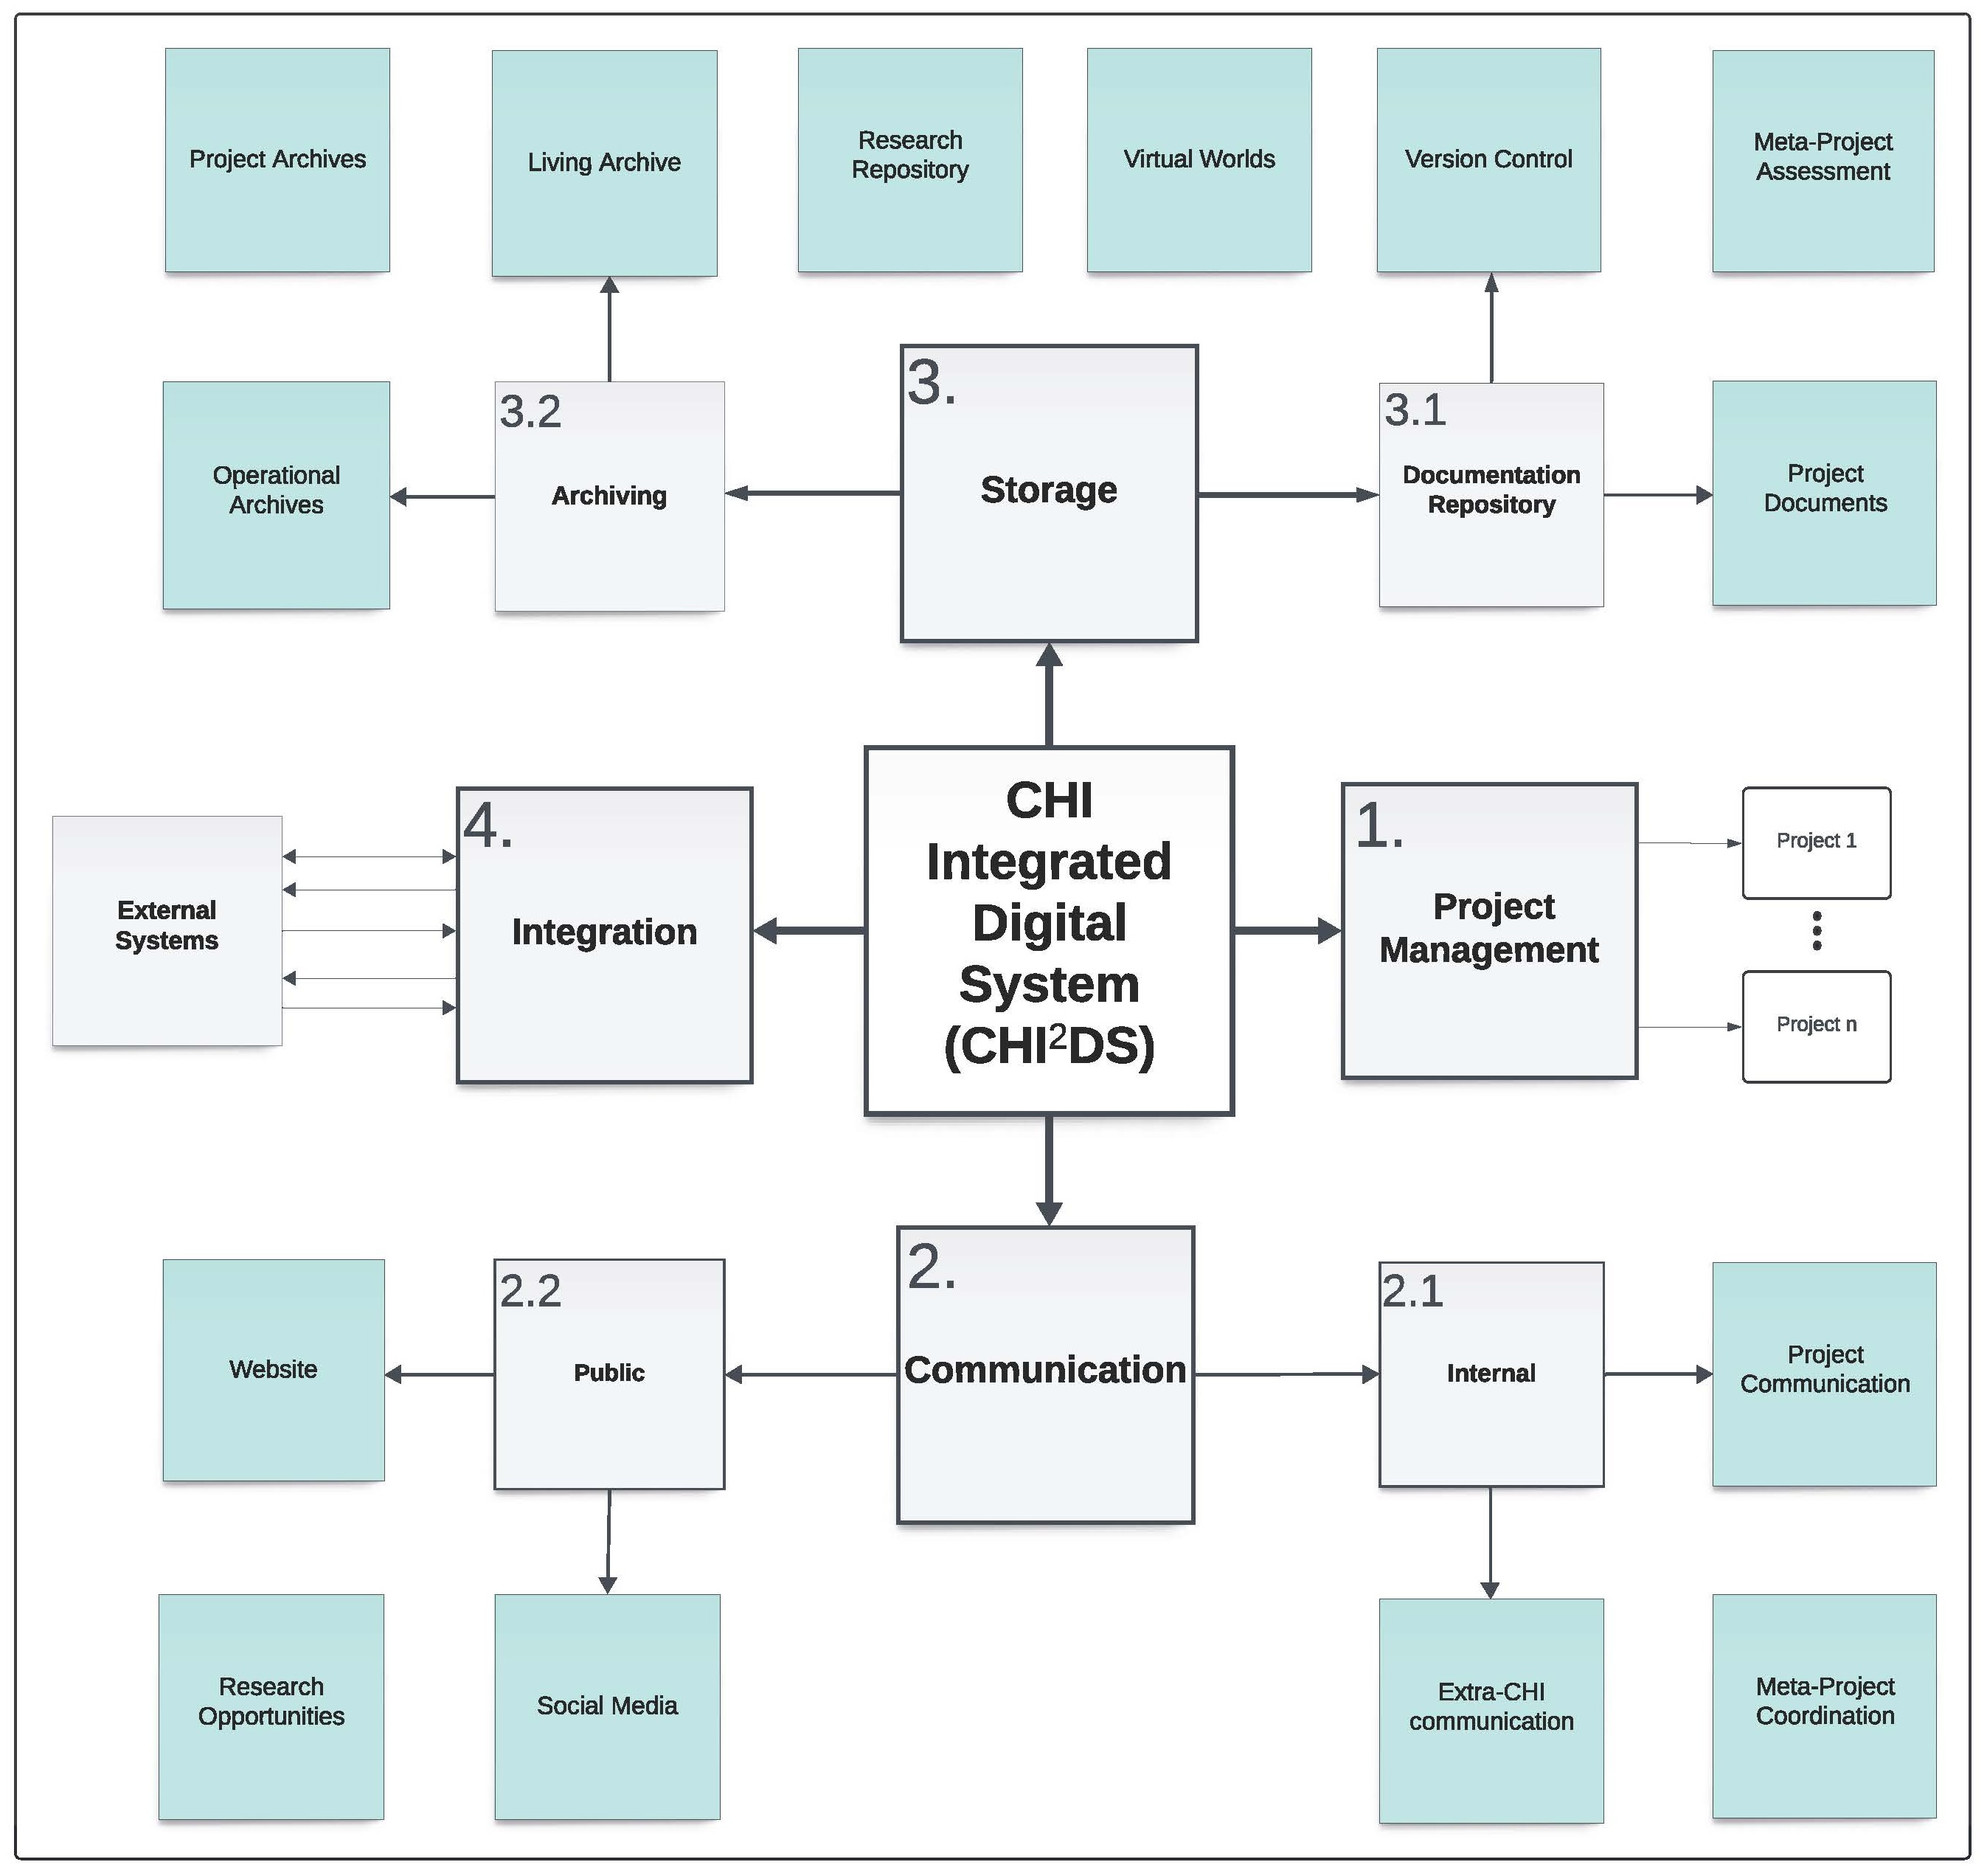 Project Archives
Living Archive
Research
Repository
Virtual Worlds
Version Control
Meta-Project
Assessment
Operational
Archives
3.2
Archiving
3.
Storage
3.1
Documentation
Repository
Project
Documents
External
Systems
4.
Integration
CHI
Integrated
Digital
System
(CHI²DS)
1.
Project
Management
Project 1
Project n
Website
2.2
Public
2.
Communication
2.1
Internal
Project
Communication
Research
Opportunities
Social Media
Extra-CHI
communication
Meta-Project
Coordination